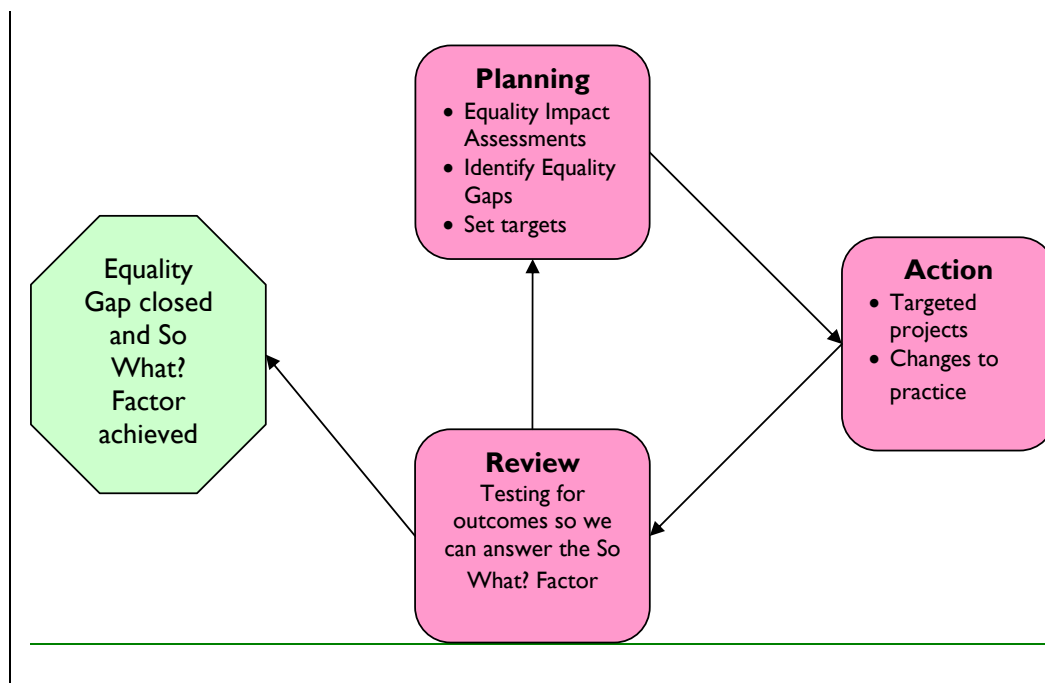 Planning
• Equality Impact
Assessments
• Identify Equality
Gaps
• Set targets
Equality
Gap closed
and So
What?
Factor
achieved
Action
• Targeted
projects
• Changes to
practice
Review
Testing for
outcomes so we
can answer the So
What? Factor